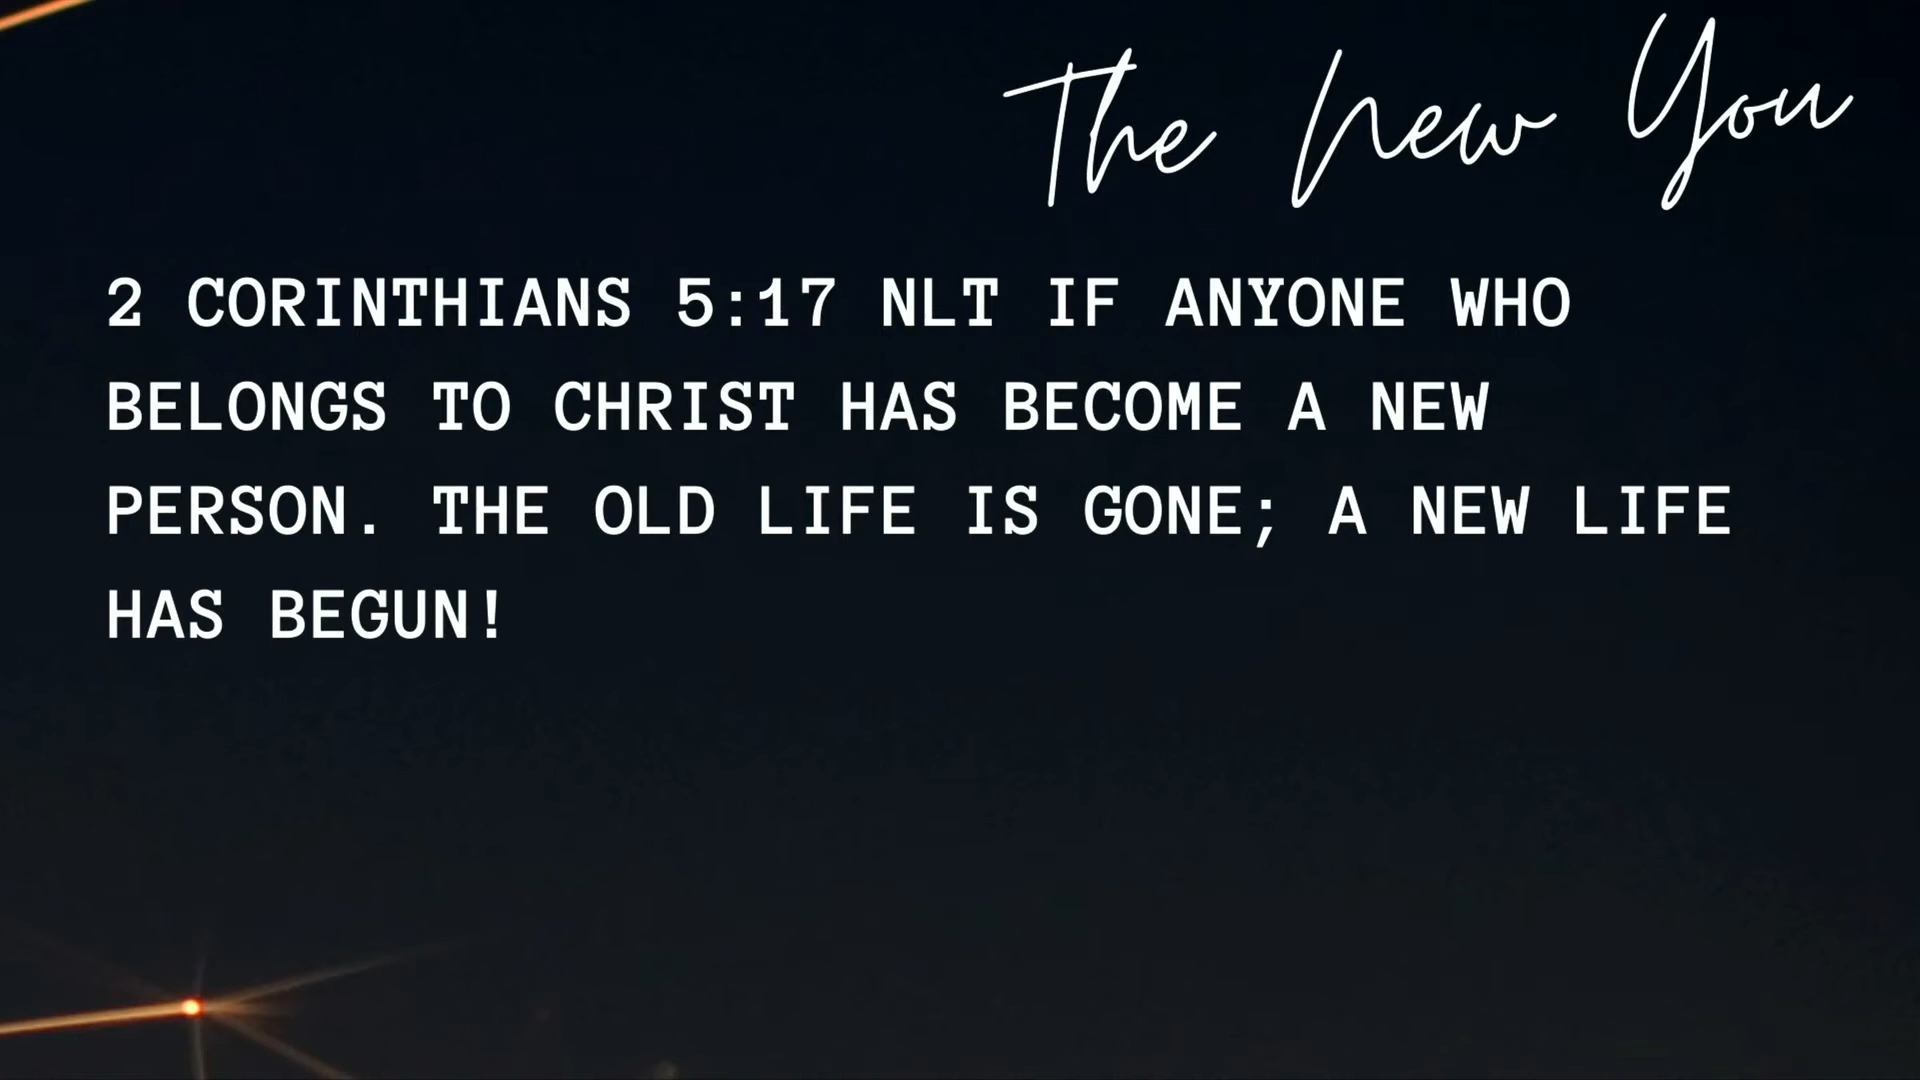 The New You
2 CORINTHIANS 5:17 NLT IF ANYONE WHO
BELONGS TO CHRIST HAS BECOME A NEW
PERSON. THE OLD LIFE IS GONE; A NEW LIFE
HAS BEGUN!